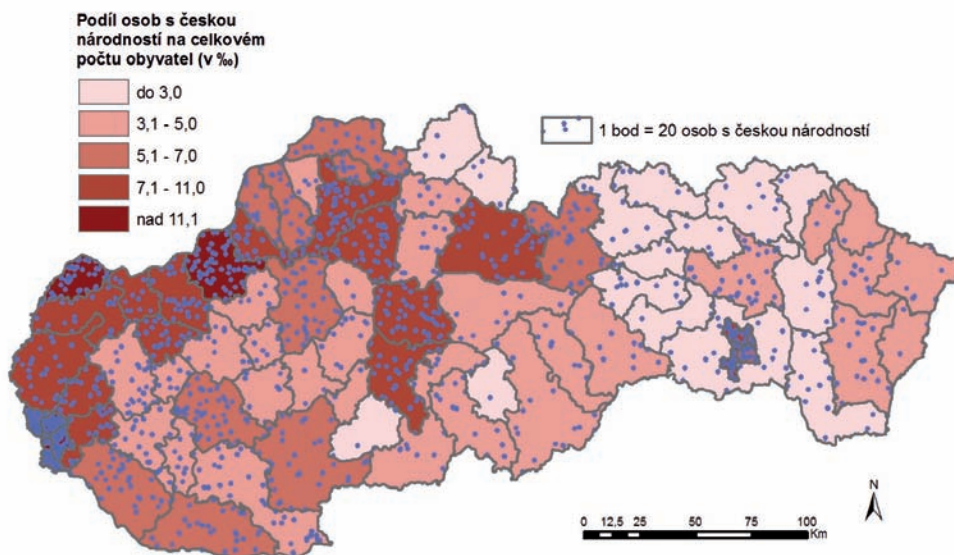 Podíl osob s českou
národností na celkovém
počtu obyvatel (v ‰)
do 3,0
3,1 - 5,0
5,1 - 7,0
7,1 - 11,0
nad 11,1
1 bod = 20 osob s českou národností
N
0 12,5 25 50 75 100
Km